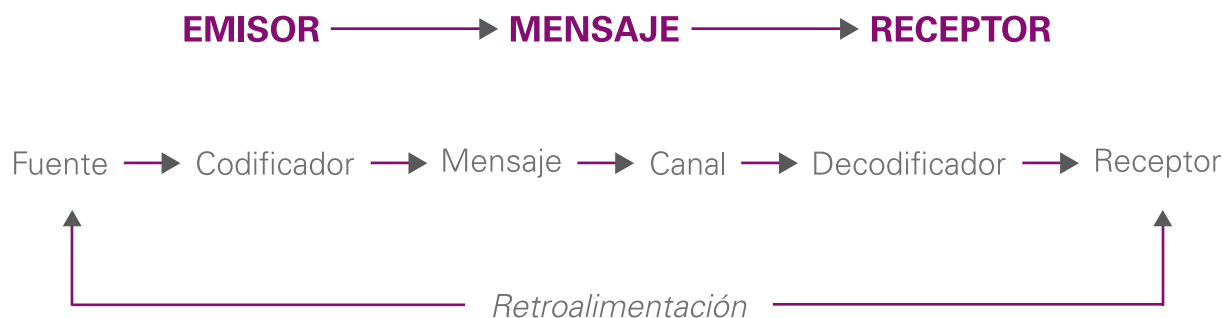 EMISOR MENSAJE RECEPTOR
Fuente Codificador Mensaje Canal Decodificador Receptor
Retroalimentación